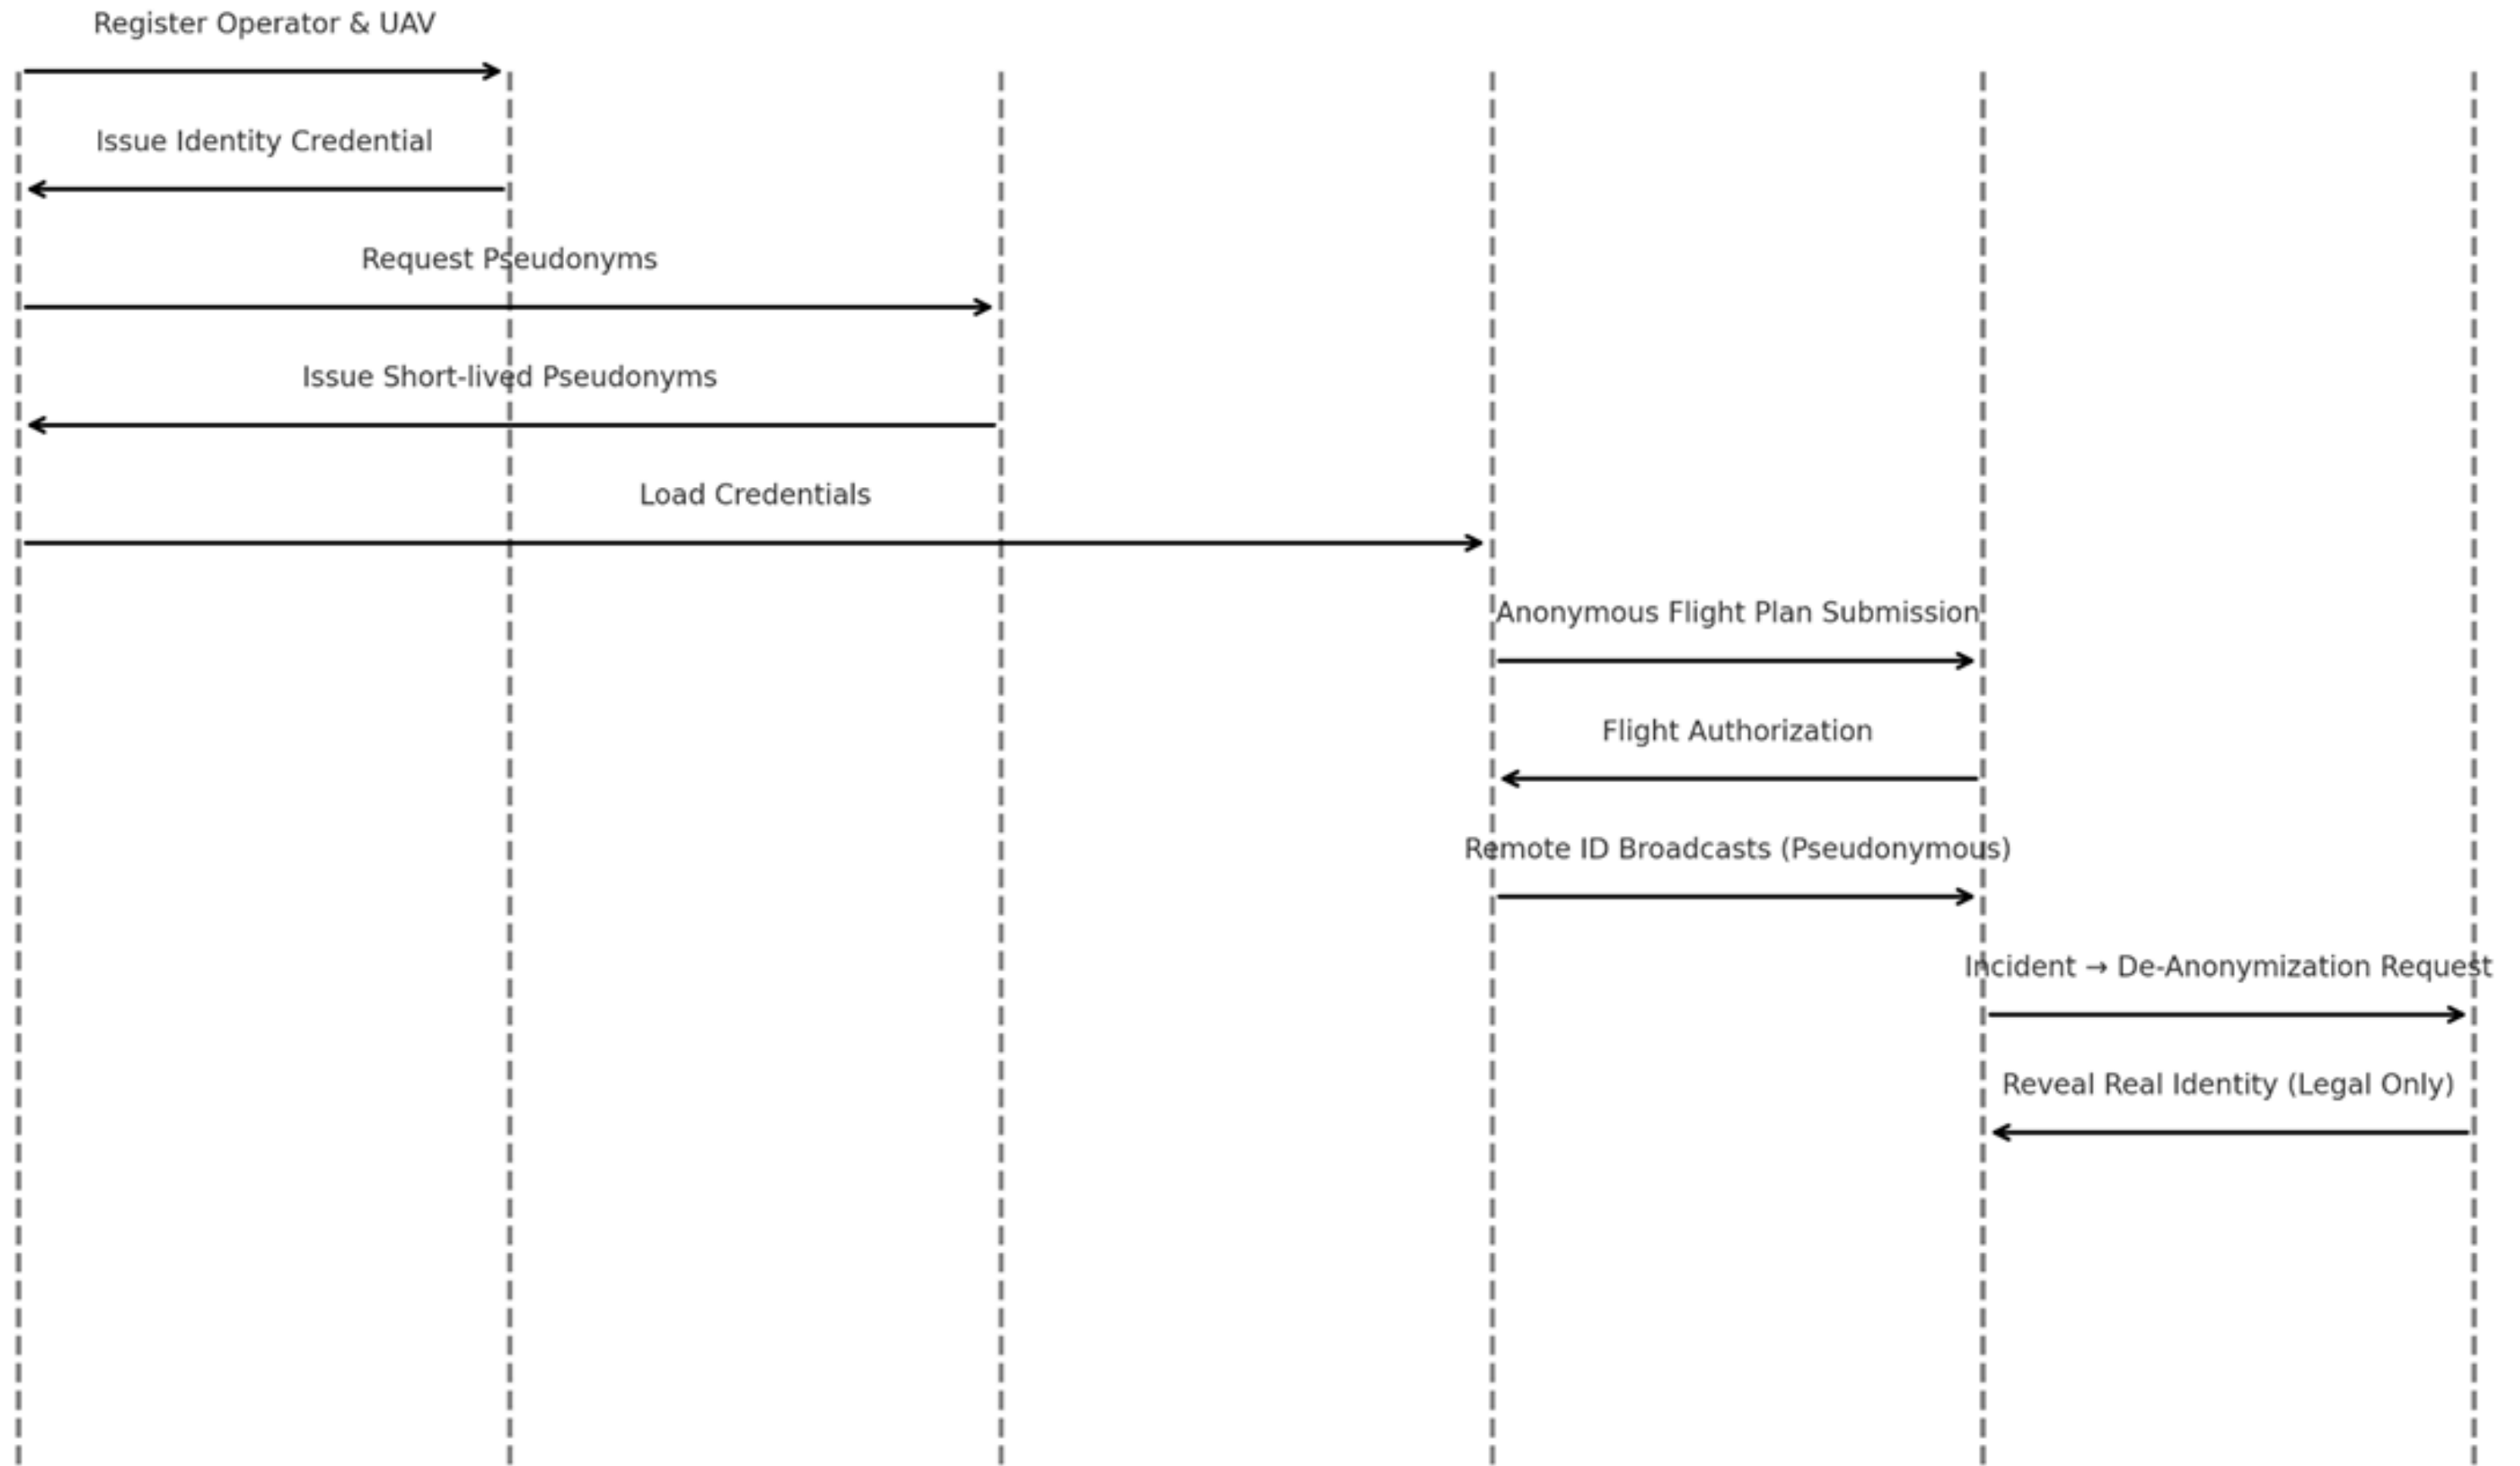 Register Operator & UAV
Issue Identity Credential
Request Pseudonyms
Issue Short-lived Pseudonyms
Load Credentials
Anonymous Flight Plan Submission
Flight Authorization
Remote ID Broadcasts (Pseudonymous)
Incident → De-Anonymization Request
Reveal Real Identity (Legal Only)